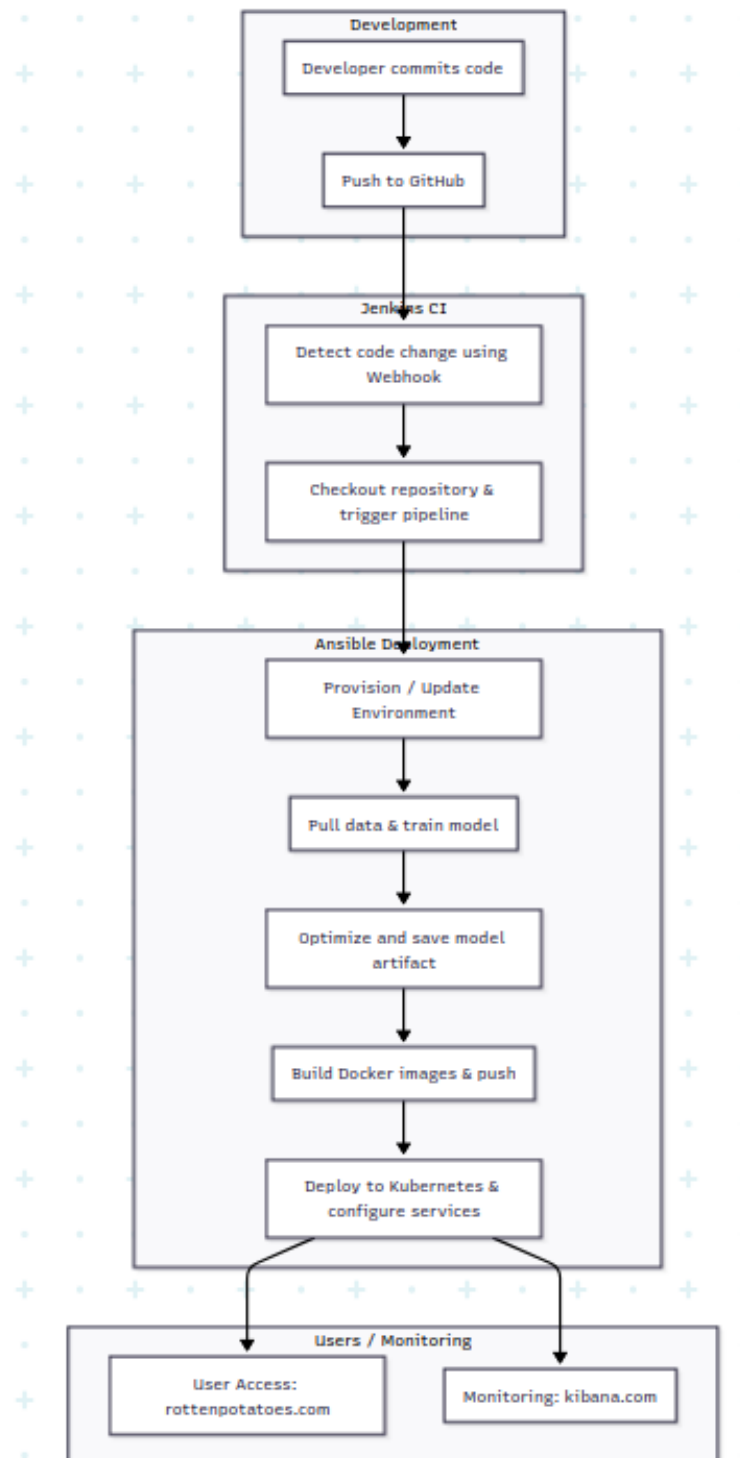 Development
Developer commits code
Push to GitHub
Jenkins CI
Detect code change using
Webhook
Checkout repository &
trigger pipeline
Ansible Deployment
Provision / Update
Environment
Pull data & train model
Optimize and save model
artifact
Build Docker images & push
Deploy to Kubernetes &
configure services
Users / Monitoring
User Access:
rottenpotatoes.com
Monitoring: kibana.com